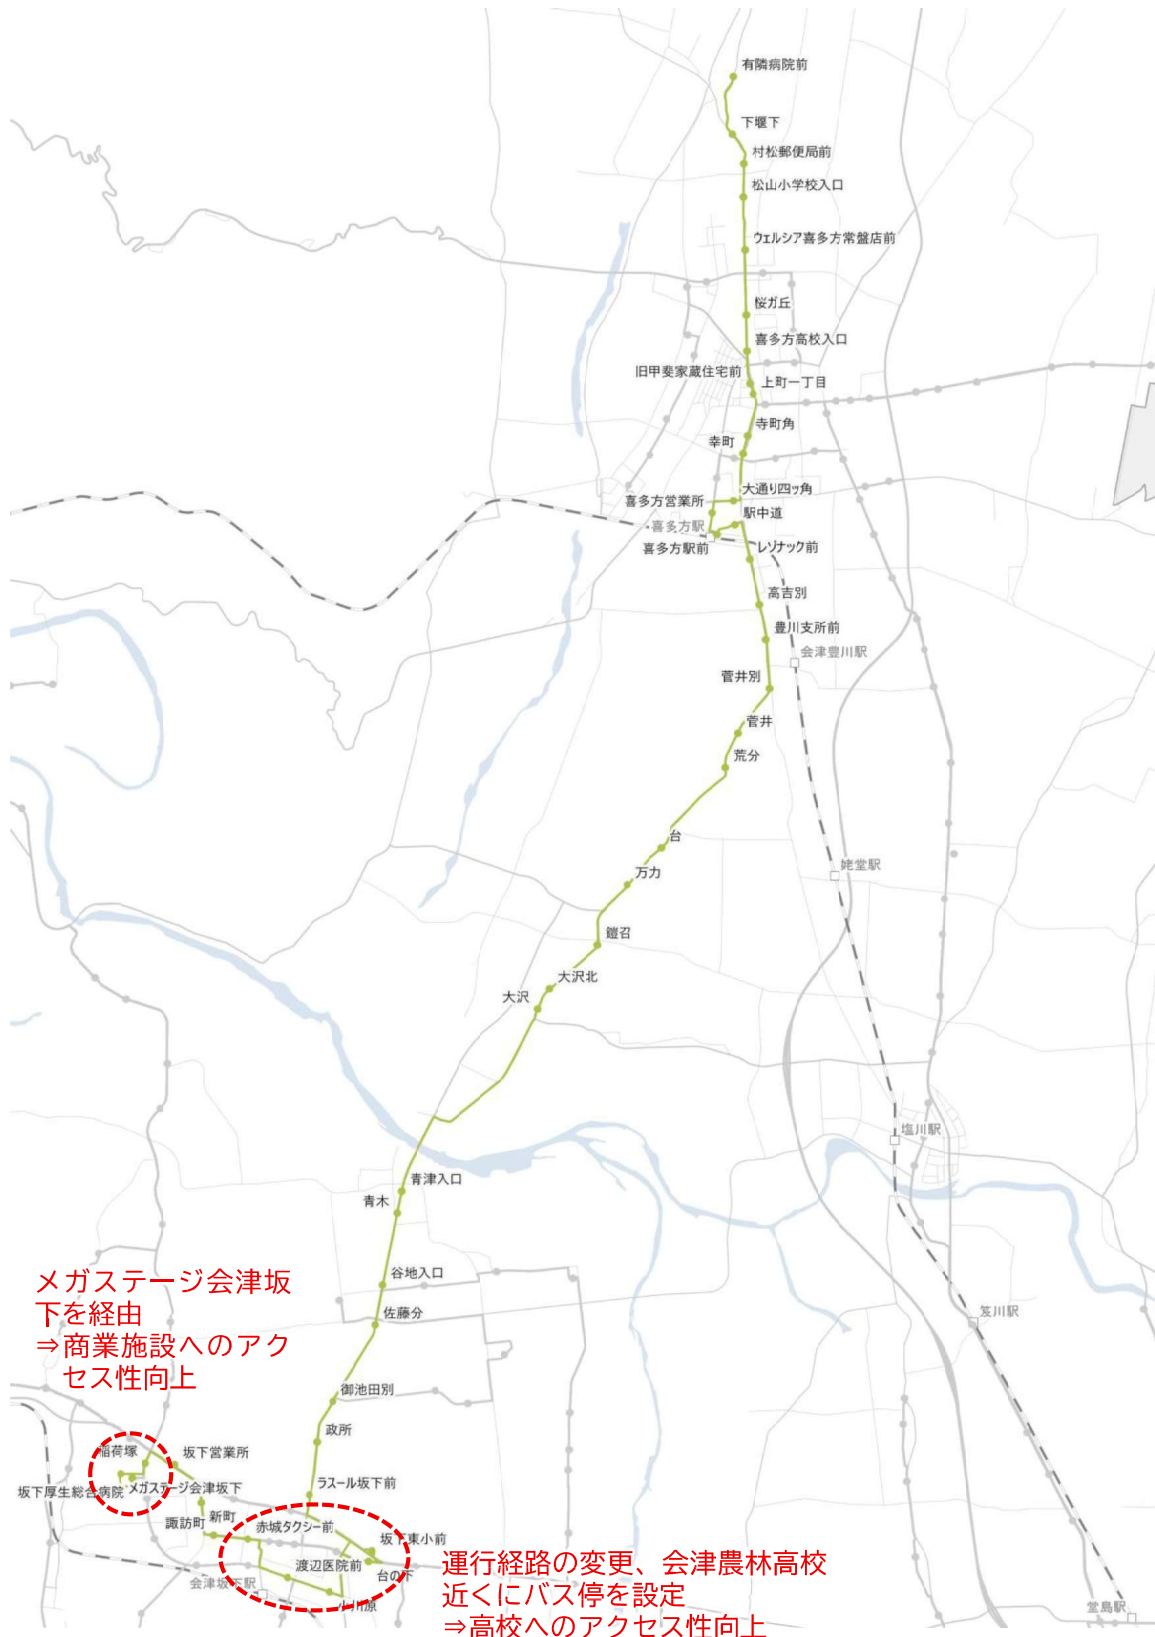 有隣病院前
下堰下
村松郵便局前
松山小学校入口
ウェルシア喜多方常盤店前
桜ガ丘
喜多方高校入口
旧甲斐家蔵住宅前
上町一丁目
寺町角
幸町
大通り四ッ角
喜多方営業所
駅中道
喜多方駅
喜多方駅前
レゾナック前
高吉別
豊川支所前
会津豊川駅
菅井別
菅井
荒分
台
万力
姥堂駅
鎧召
大沢北
大沢
塩川駅
青津入口
青木
谷地入口
佐藤分
笈川駅
メガステージ会津坂
下を経由
⇒商業施設へのアク
セス性向上
御池田別
政所
稲荷塚
坂下営業所
ラスール坂下前
坂下厚生総合病院
メガステージ会津坂下
新町
諏訪町
赤城タクシー前
坂下東小前
渡辺医院前
台の下
会津坂下駅
小川原
運行経路の変更、会津農林高校
近くにバス停を設定
⇒高校へのアクセス性向上
堂島駅